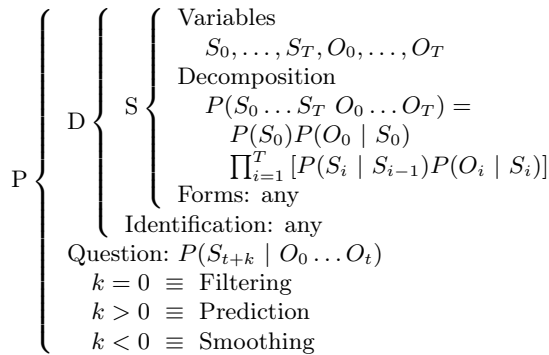 Variables
S_0, . . . , S_T, O_0, . . . , O_T
Decomposition
P(S_0 . . . S_T O_0 . . . O_T) =
P(S_0)P(O_0 | S_0)
∏_{i=1}^{T} [P(S_i | S_{i−1})P(O_i | S_i)]
Forms: any
S
Identification: any
D
Question: P(S_{t+k} | O_0 . . . O_t)
k = 0 ≡ Filtering
k > 0 ≡ Prediction
k < 0 ≡ Smoothing
P